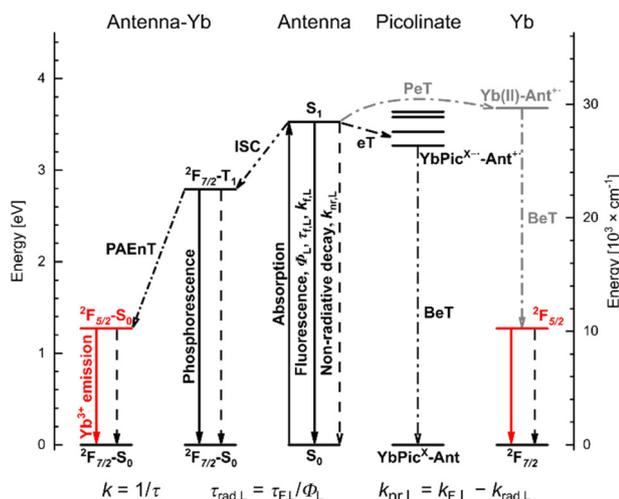 Antenna-Yb Antenna Picolinate Yb
Energy [eV]
4
3
2
1
0
²F₇/₂-S₀
²F₅/₂-S₀
Yb³⁺ emission
PAEnT
²F₇/₂-T₁
Phosphorescence
²F₇/₂-S₀
ISC
S₁
Absorption
Fluorescence, Φ_L, τ_f,L, k_f,L
Non-radiative decay, k_nr,L
S₀
PeT
eT
YbPicˣ⁻·-Ant⁺·
BeT
YbPicˣ-Ant
Yb(II)-Ant⁺·
BeT
²F₅/₂
²F₇/₂
30
20
10
0
Energy [10³ × cm⁻¹]
k = 1/τ τ_rad,L = τ_F,L/Φ_L k_nr,L = k_F,L − k_rad,L